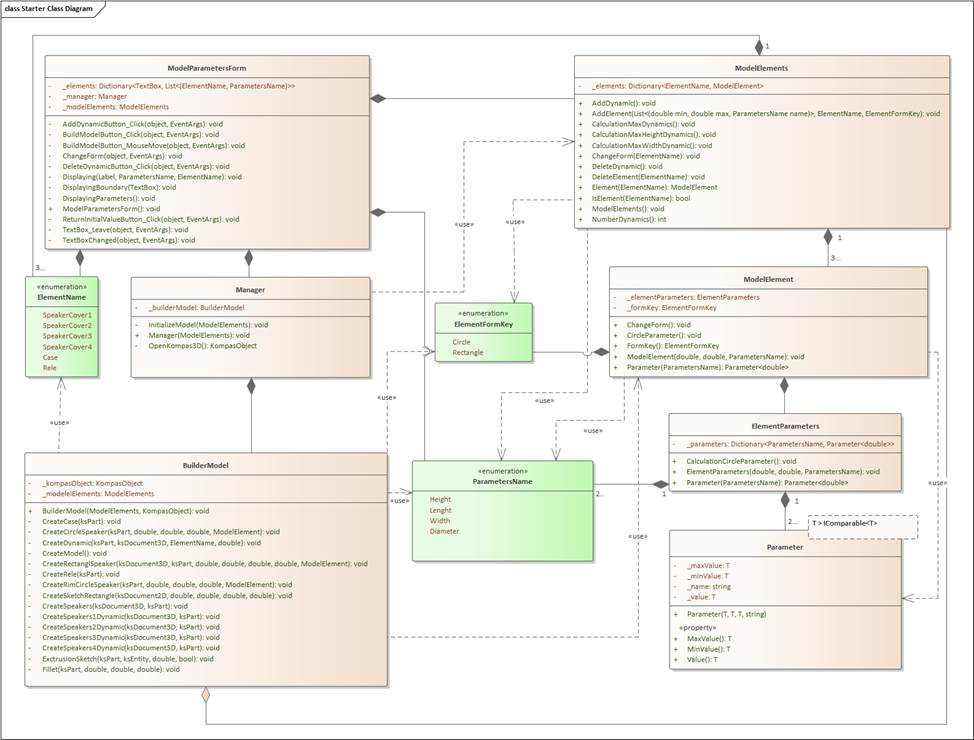 class Starter Class Diagram
1
ModelParametersForm
- _elements: Dictionary<TextBox, List<(ElementName, ParametersName)>>
- _manager: Manager
- _modelElements: ModelElements
- AddDynamicButton_Click(object, EventArgs): void
- BuildModelButton_Click(object, EventArgs): void
- BuildModelButton_MouseMove(object, EventArgs): void
- ChangeForm(object, EventArgs): void
- DeleteDynamicButton_Click(object, EventArgs): void
- Displaying(Label, ParametersName, ElementName): void
- DisplayingBoundary(TextBox): void
- DisplayingParameters(): void
+ ModelParametersForm(): void
- ReturnInitialValueButton_Click(object, EventArgs): void
- TextBox_Leave(object, EventArgs): void
- TextBoxChanged(object, EventArgs): void
ModelElements
- _elements: Dictionary<ElementName, ModelElement>
+ AddDynamic(): void
+ AddElement(List<(double min, double max, ParametersName name)>, ElementName, ElementFormKey): void
+ CalculationMaxDynamics(): void
+ CalculationMaxHeightDynamics(): void
+ CalculationMaxWidthDynamic(): void
+ ChangeForm(ElementName): void
+ DeleteDynamic(): void
+ DeleteElement(ElementName): void
+ Element(ElementName): ModelElement
+ IsElement(ElementName): bool
+ ModelElements(): void
+ NumberDynamics(): int
«use»
«use»
1
3...
3...
«enumeration»
ElementName
SpeakerCover1
SpeakerCover2
SpeakerCover3
SpeakerCover4
Case
Rele
Manager
- _builderModel: BuilderModel
- InitializeModel(ModelElements): void
+ Manager(ModelElements): void
- OpenKompas3D(): KompasObject
«enumeration»
ElementFormKey
Circle
Rectangle
ModelElement
- _elementParameters: ElementParameters
- _formKey: ElementFormKey
+ ChangeForm(): void
+ CircleParameter(): void
+ FormKey(): ElementFormKey
+ ModelElement(double, double, ParametersName): void
+ Parameter(ParametersName): Parameter<double>
«use»
«use»
«use»
«use»
ElementParameters
- _parameters: Dictionary<ParametersName, Parameter<double>>
+ CalculationCircleParameter(): void
+ ElementParameters(double, double, ParametersName): void
+ Parameter(ParametersName): Parameter<double>
BuilderModel
- _kompasObject: KompasObject
- _modelelElements: ModelElements
+ BuilderModel(ModelElements, KompasObject): void
- CreateCase(ksPart): void
- CreateCircleSpeaker(ksPart, double, double, double, ModelElement): void
- CreateDynamic(ksPart, ksDocument3D, ElementName, double): void
+ CreateModel(): void
- CreateRectanglSpeaker(ksDocument3D, ksPart, double, double, double, double, ModelElement): void
- CreateRele(ksPart): void
- CreateRimCircleSpeaker(ksPart, double, double, double, ModelElement): void
- CreateSketchRectangle(ksDocument2D, double, double, double, double): void
- CreateSpeakers(ksDocument3D, ksPart): void
- CreateSpeakers1Dynamic(ksDocument3D, ksPart): void
- CreateSpeakers2Dynamic(ksDocument3D, ksPart): void
- CreateSpeakers3Dynamic(ksDocument3D, ksPart): void
- CreateSpeakers4Dynamic(ksDocument3D, ksPart): void
- ExctrusionSketch(ksPart, ksEntity, double, bool): void
- Fillet(ksPart, double, double, double): void
«use»
«enumeration»
ParametersName
Height
Lenght
Width
Diameter
2...
1
«use»
1
2...
T > IComparable<T>
«use»
Parameter
- _maxValue: T
- _minValue: T
- _name: string
- _value: T
+ Parameter(T, T, T, string)
«property»
+ MaxValue(): T
+ MinValue(): T
+ Value(): T